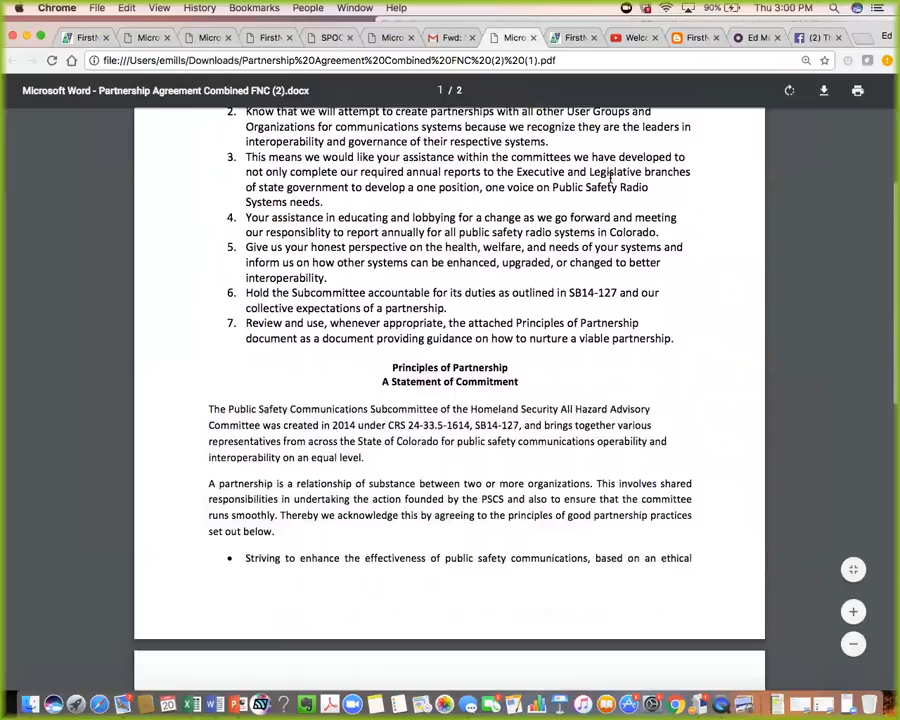 Chrome File Edit View History Bookmarks People Window Help 90% Thu 3:00 PM
FirstN Micro Micro FirstN SPOC Micro Fwd: Micro FirstN Welco FirstN Ed Mi (2) Th Ed
file:///Users/emills/Downloads/Partnership%20Agreement%20Combined%20FNC%20(2)%20(1).pdf
Microsoft Word - Partnership Agreement Combined FNC (2).docx 1 / 2
2. Know that we will attempt to create partnerships with all other User Groups and
Organizations for communications systems because we recognize they are the leaders in
interoperability and governance of their respective systems.
3. This means we would like your assistance within the committees we have developed to
not only complete our required annual reports to the Executive and Legislative branches
of state government to develop a one position, one voice on Public Safety Radio
Systems needs.
4. Your assistance in educating and lobbying for a change as we go forward and meeting
our responsiblity to report annually for all public safety radio systems in Colorado.
5. Give us your honest perspective on the health, welfare, and needs of your systems and
inform us on how other systems can be enhanced, upgraded, or changed to better
interoperability.
6. Hold the Subcommittee accountable for its duties as outlined in SB14-127 and our
collective expectations of a partnership.
7. Review and use, whenever appropriate, the attached Principles of Partnership
document as a document providing guidance on how to nurture a viable partnership.
Principles of Partnership
A Statement of Commitment
The Public Safety Communications Subcommittee of the Homeland Security All Hazard Advisory
Committee was created in 2014 under CRS 24-33.5-1614, SB14-127, and brings together various
representatives from across the State of Colorado for public safety communications operability and
interoperability on an equal level.
A partnership is a relationship of substance between two or more organizations. This involves shared
responsibilities in undertaking the action founded by the PSCS and also to ensure that the committee
runs smoothly. Thereby we acknowledge this by agreeing to the principles of good partnership practices
set out below.
• Striving to enhance the effectiveness of public safety communications, based on an ethical